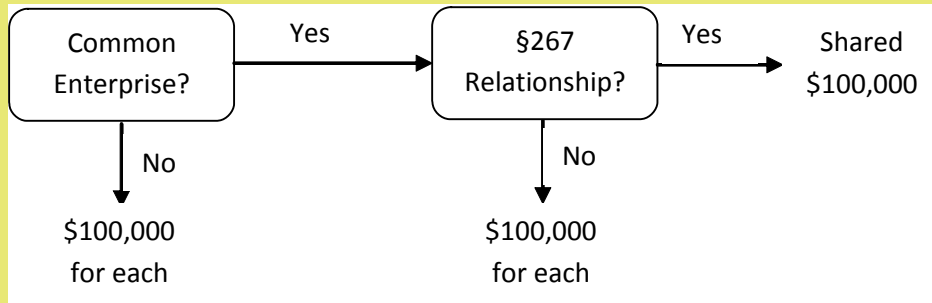 Common
Enterprise?
Yes
§267
Relationship?
Yes
Shared
$100,000
No
$100,000
for each
No
$100,000
for each